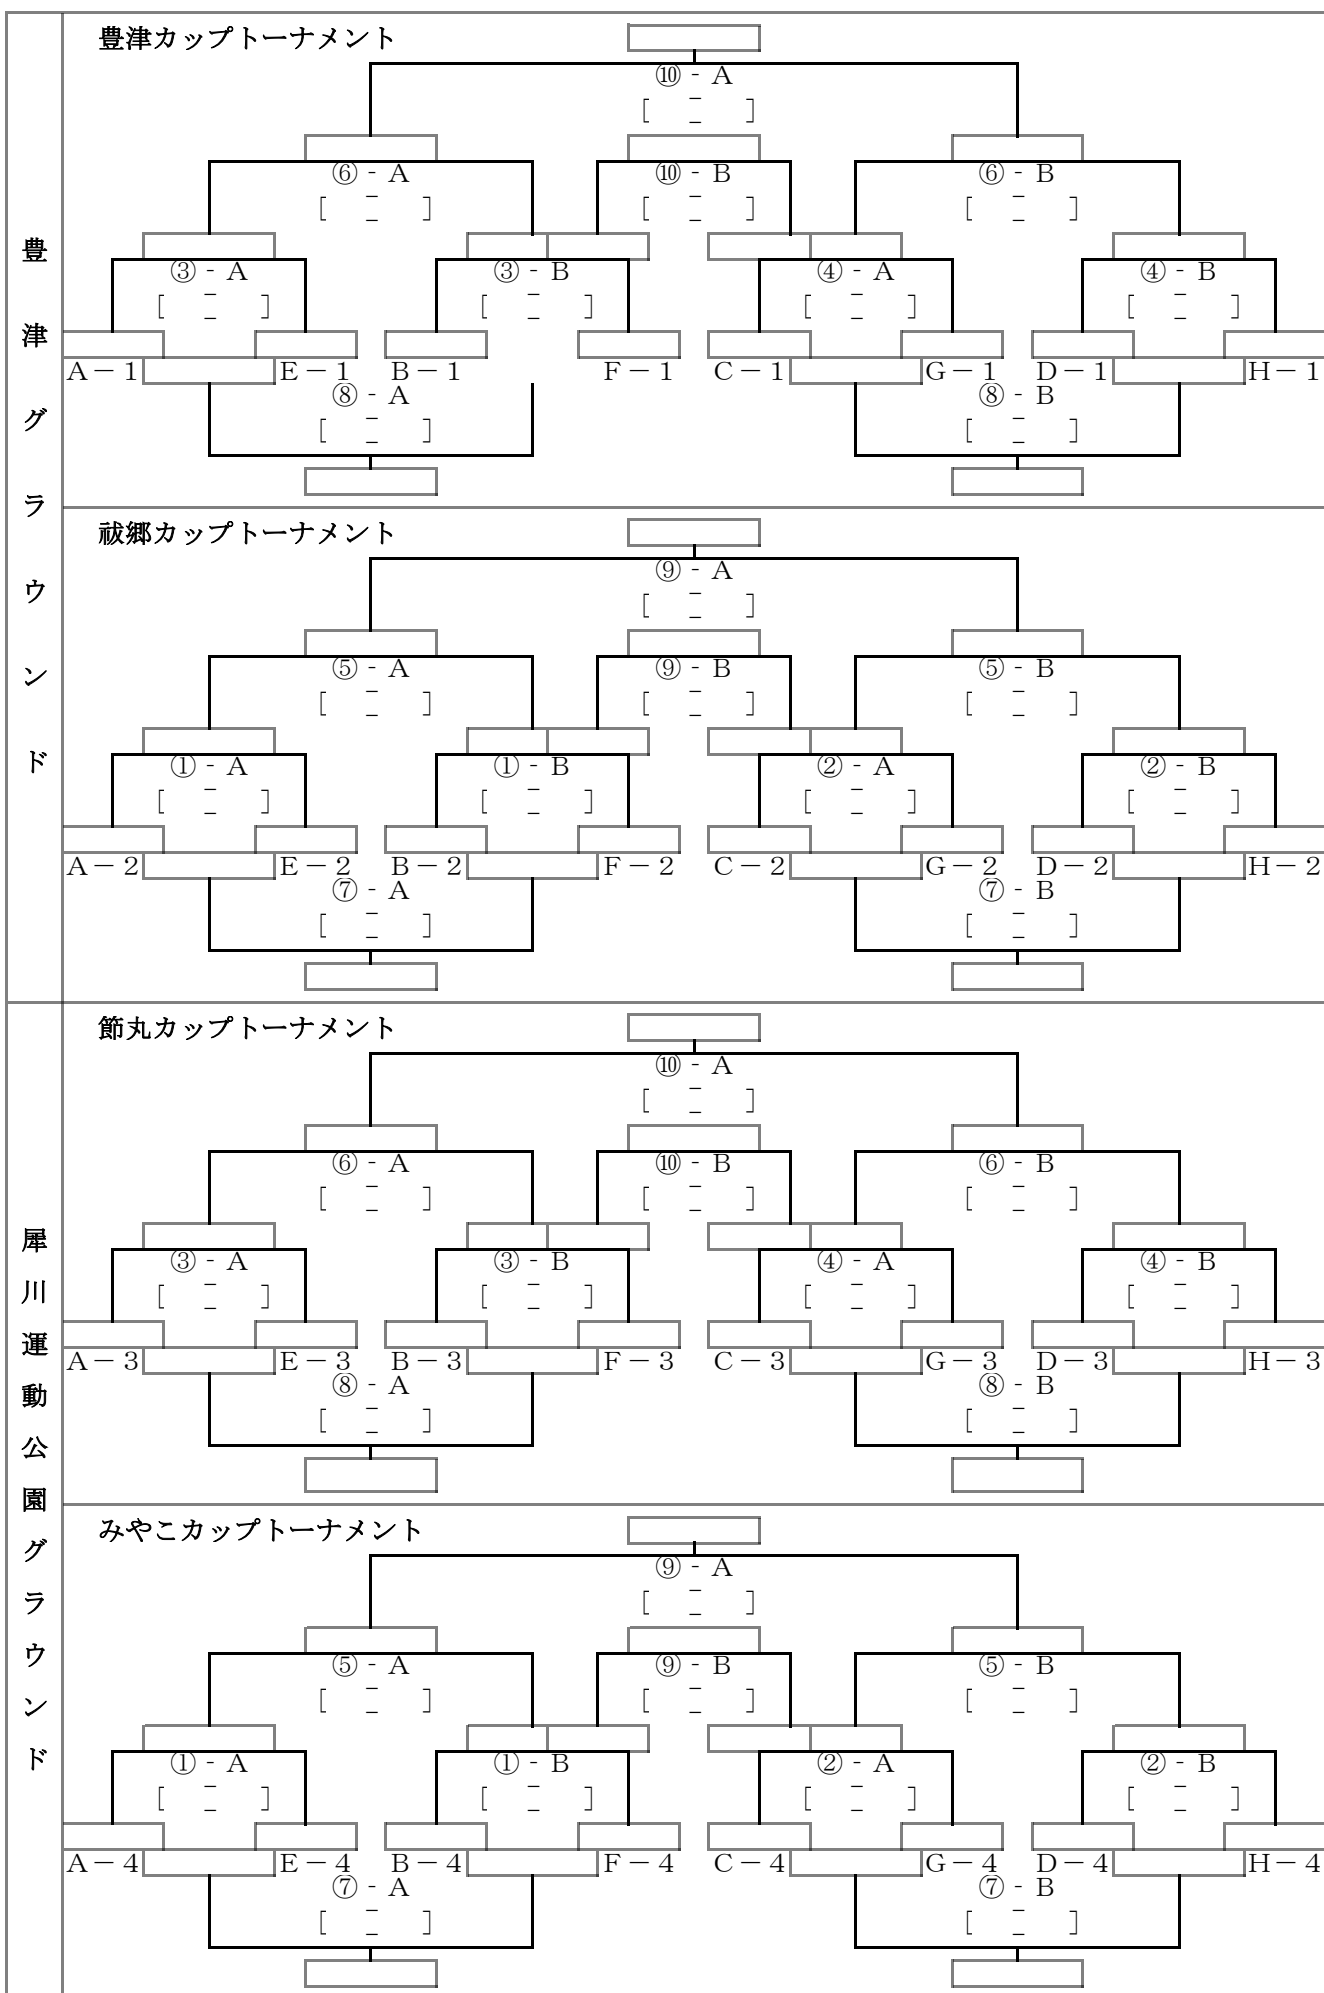 豊津グラウンド
豊津カップトーナメント
⑩ - A
[ - - ]
⑥ - A ⑩ - B ⑥ - B
[ - - ] [ - - ] [ - - ]
③ - A ③ - B ④ - A ④ - B
[ - - ] [ - - ] [ - - ] [ - - ]
A－1 E－1 B－1 F－1 C－1 G－1 D－1 H－1
⑧ - A ⑧ - B
[ - - ] [ - - ]
祓郷カップトーナメント
⑨ - A
[ - - ]
⑤ - A ⑨ - B ⑤ - B
[ - - ] [ - - ] [ - - ]
① - A ① - B ② - A ② - B
[ - - ] [ - - ] [ - - ] [ - - ]
A－2 E－2 B－2 F－2 C－2 G－2 D－2 H－2
⑦ - A ⑦ - B
[ - - ] [ - - ]
犀川運動公園グラウンド
節丸カップトーナメント
⑩ - A
[ - - ]
⑥ - A ⑩ - B ⑥ - B
[ - - ] [ - - ] [ - - ]
③ - A ③ - B ④ - A ④ - B
[ - - ] [ - - ] [ - - ] [ - - ]
A－3 E－3 B－3 F－3 C－3 G－3 D－3 H－3
⑧ - A ⑧ - B
[ - - ] [ - - ]
みやこカップトーナメント
⑨ - A
[ - - ]
⑤ - A ⑨ - B ⑤ - B
[ - - ] [ - - ] [ - - ]
① - A ① - B ② - A ② - B
[ - - ] [ - - ] [ - - ] [ - - ]
A－4 E－4 B－4 F－4 C－4 G－4 D－4 H－4
⑦ - A ⑦ - B
[ - - ] [ - - ]